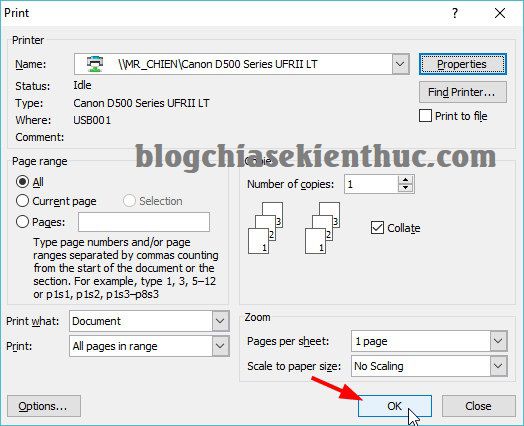 Print
Printer
Name:
\\MR_CHIEN\Canon D500 Series UFRII LT
Properties
Status:
Idle
Find Printer...
Type:
Canon D500 Series UFRII LT
Where:
USB001
Print to file
Comment:
blogchiasekienthuc.com
Page range
Copies
All
Number of copies:
1
Current page
Selection
Pages:
Type page numbers and/or page
ranges separated by commas counting
from the start of the document or the
section. For example, type 1, 3, 5–12
or p1s1, p1s2, p1s3–p8s3
3
2
1
3
2
1
Collate
Print what:
Document
Print:
All pages in range
Zoom
Pages per sheet:
1 page
Scale to paper size:
No Scaling
Options...
OK
Close